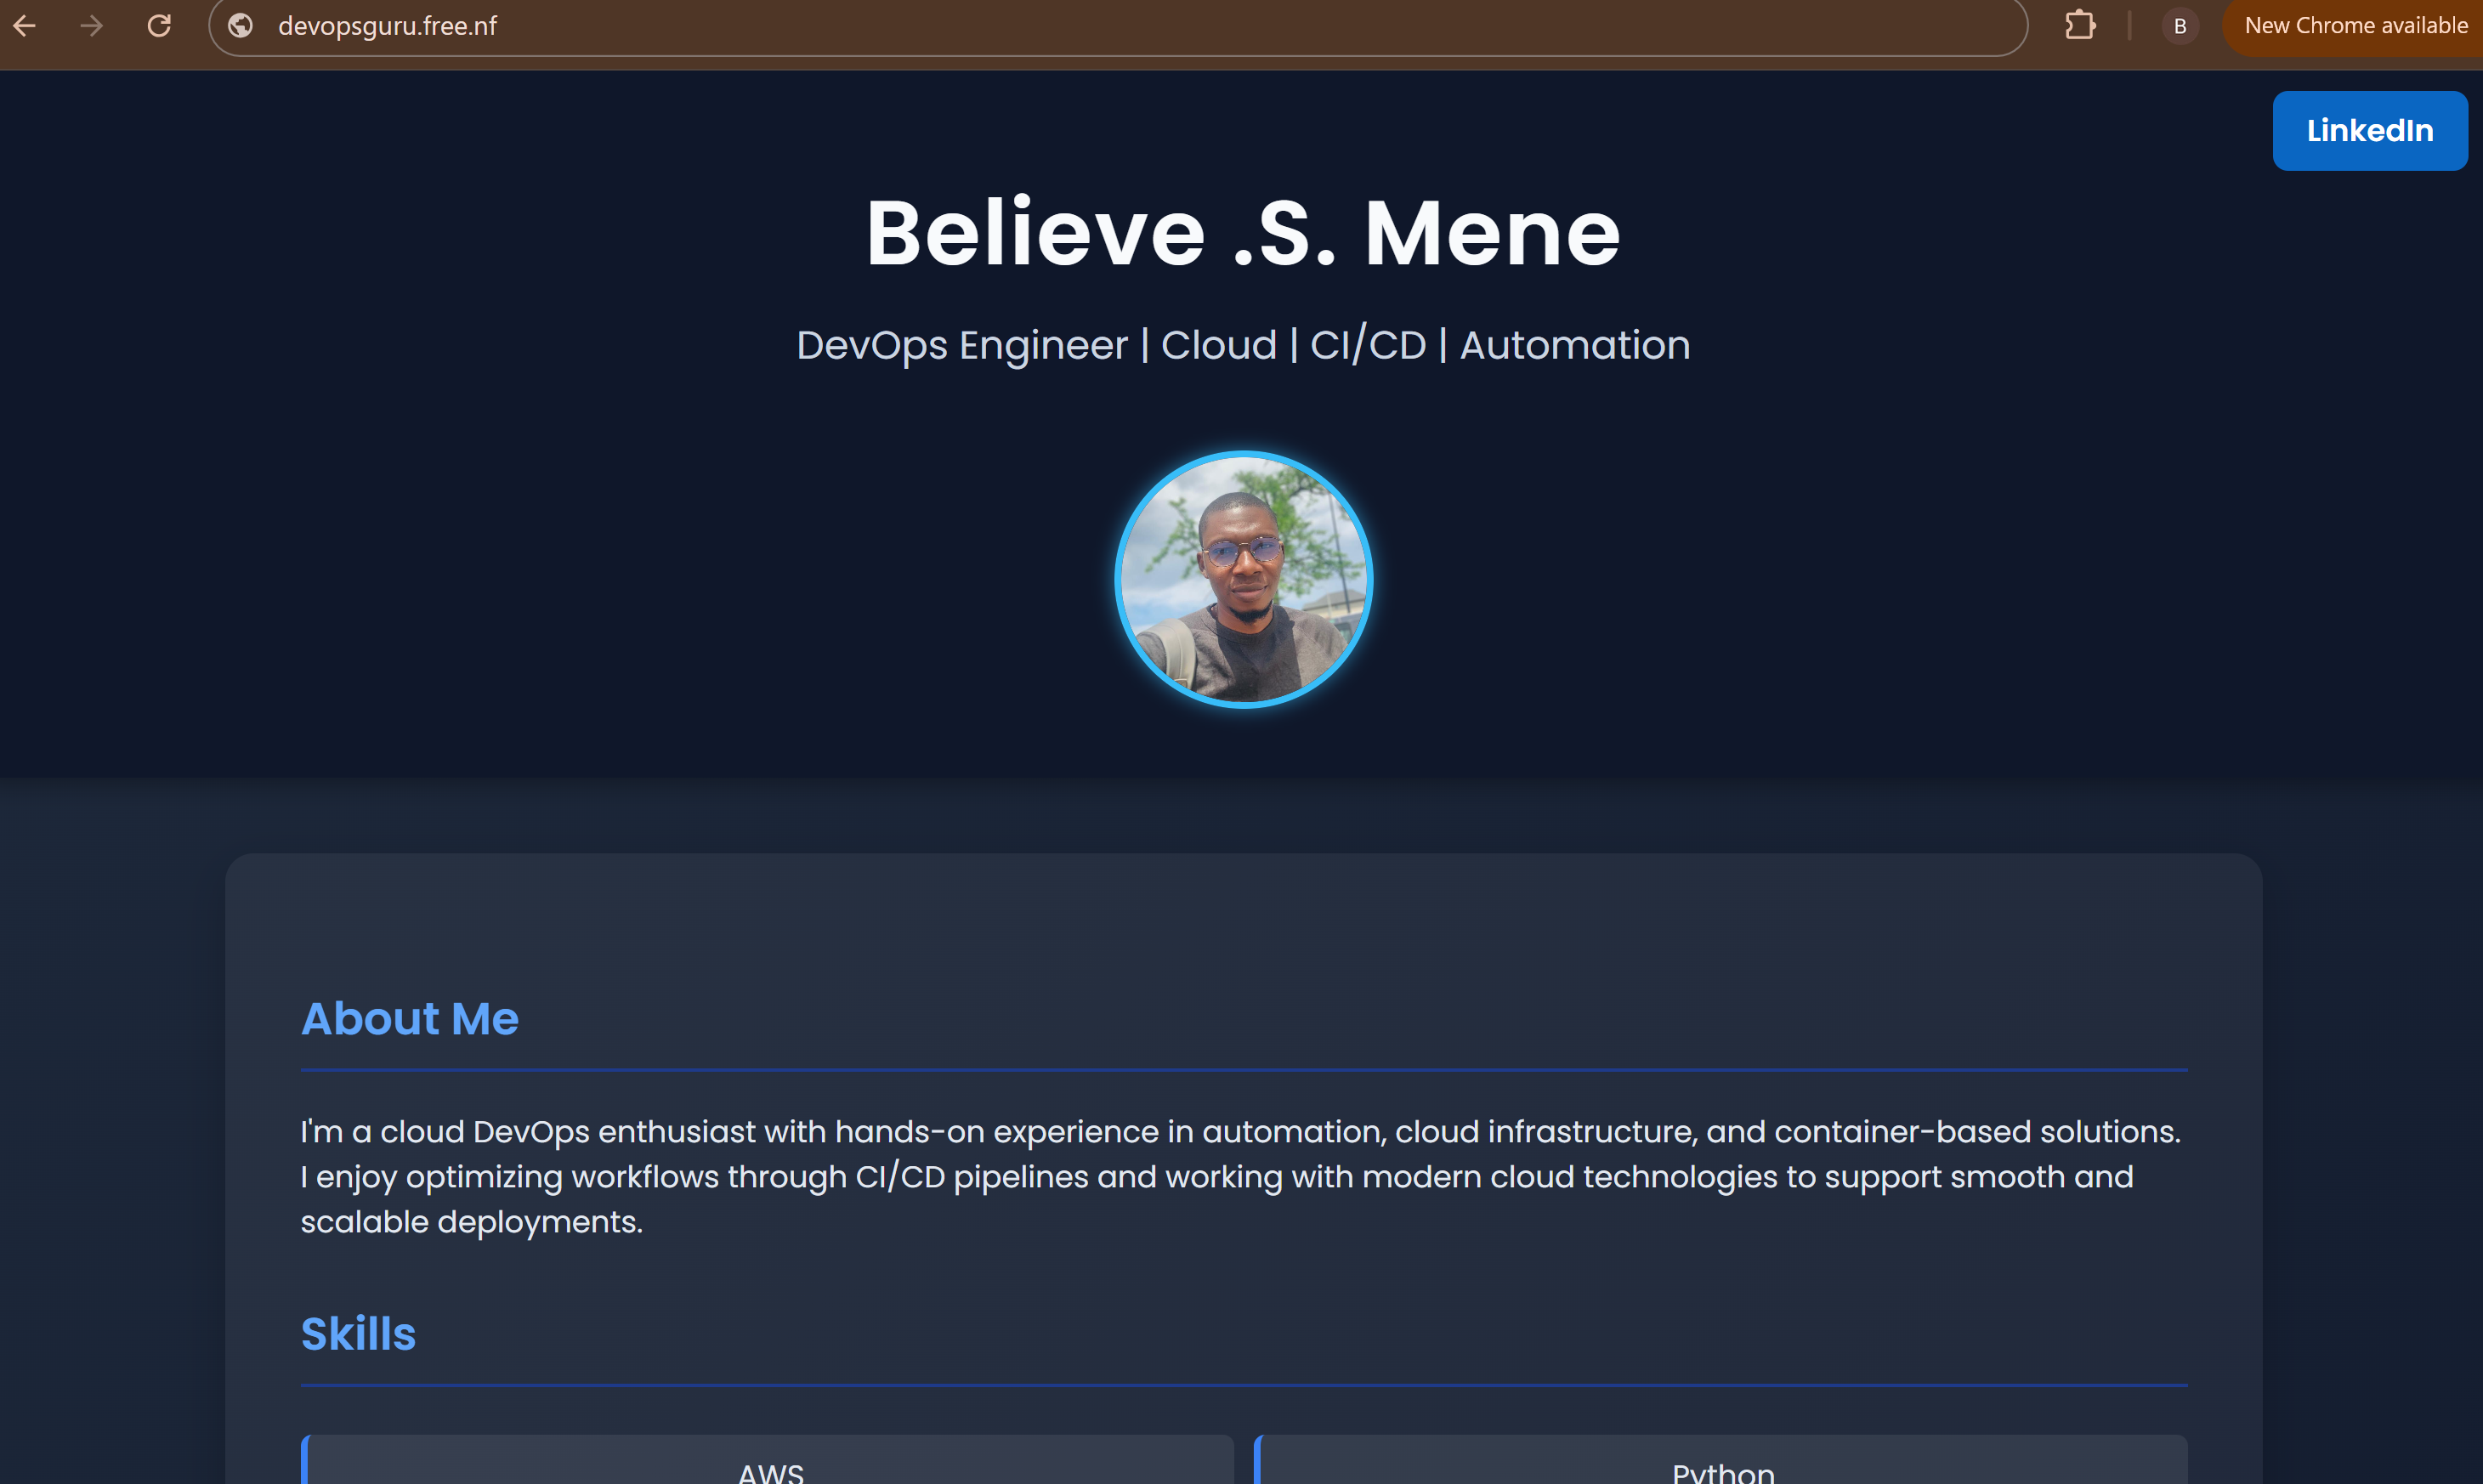 devopsguru.free.nf
B
New Chrome available
LinkedIn
Believe .S. Mene
DevOps Engineer | Cloud | CI/CD | Automation
About Me
I'm a cloud DevOps enthusiast with hands-on experience in automation, cloud infrastructure, and container-based solutions.
I enjoy optimizing workflows through CI/CD pipelines and working with modern cloud technologies to support smooth and
scalable deployments.
Skills
AWS
Python